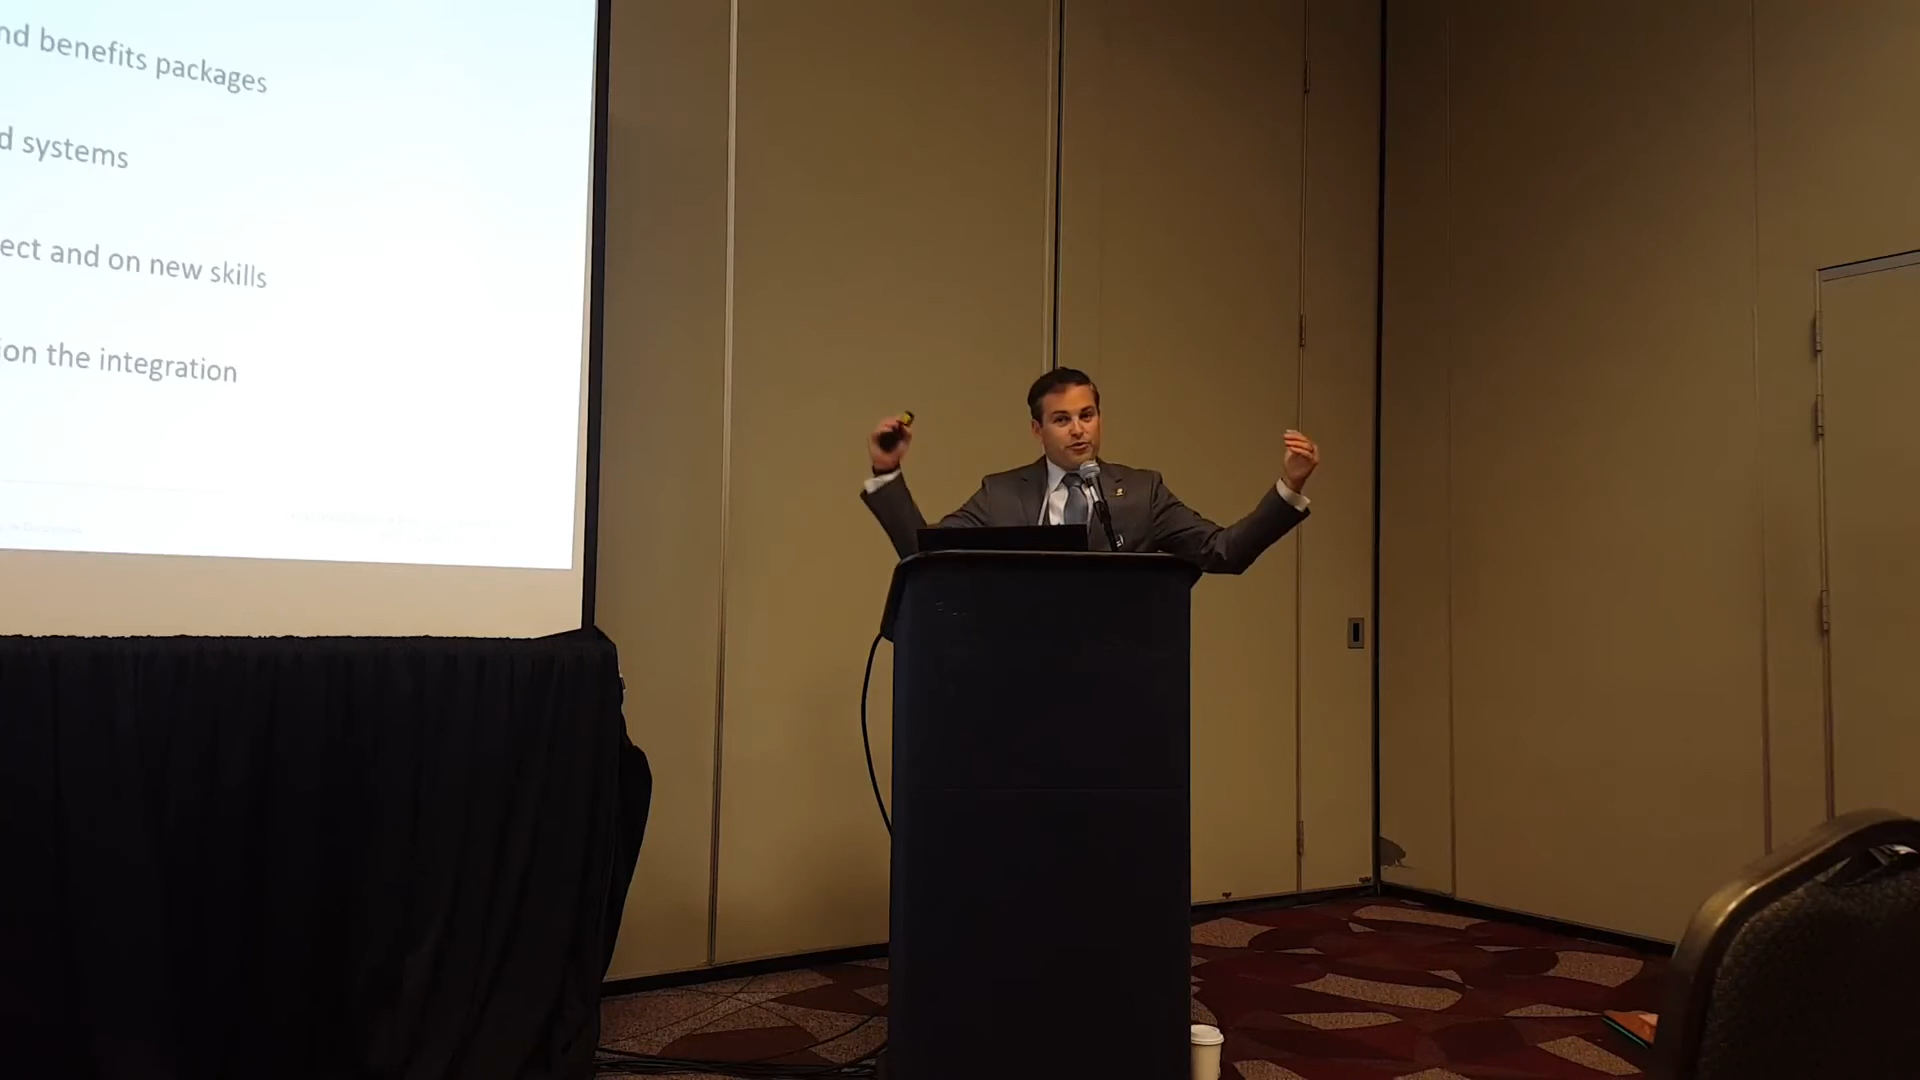 nd benefits packages
d systems
ect and on new skills
ion the integration